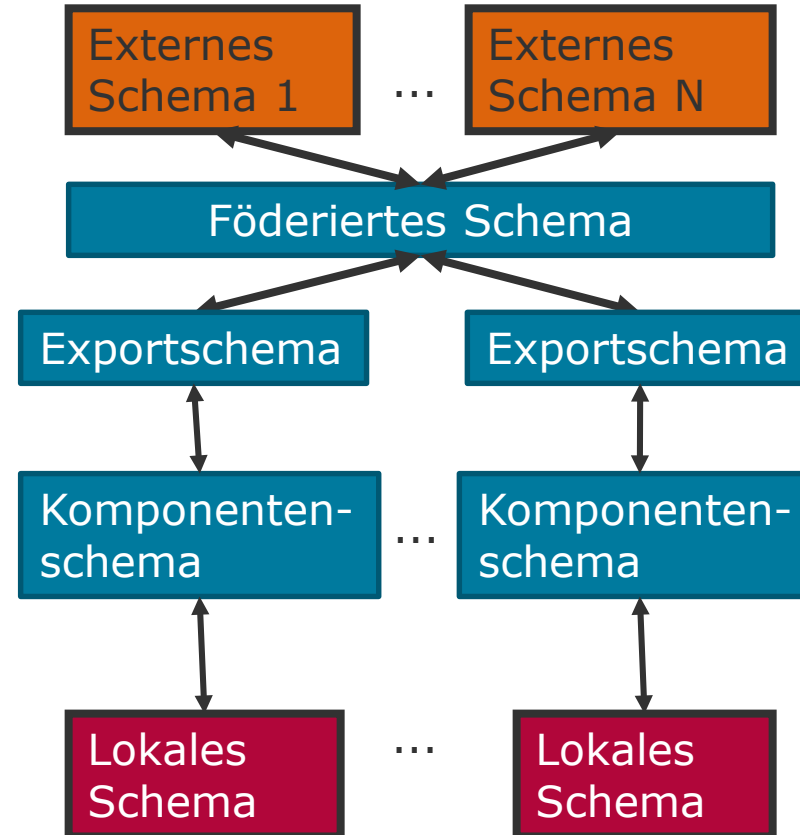 Externes
Schema 1
...
Externes
Schema N
Föderiertes Schema
Exportschema
Exportschema
Komponenten-
schema
...
Komponenten-
schema
Lokales
Schema
...
Lokales
Schema